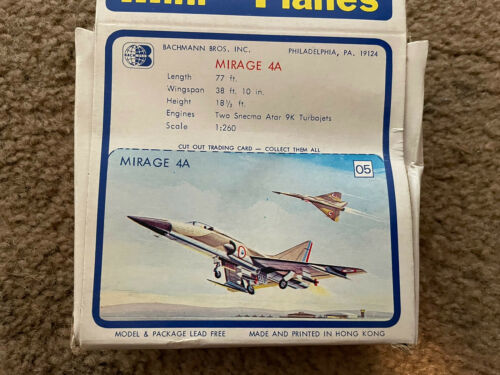 Mini Planes
BACHMANN
BACHMANN BROS. INC. PHILADELPHIA, PA. 19124
MIRAGE 4A
Length 77 ft.
Wingspan 38 ft. 10 in.
Height 18½ ft.
Engines Two Snecma Atar 9K Turbojets
Scale 1:260
CUT OUT TRADING CARD — COLLECT THEM ALL
MIRAGE 4A 05
MODEL & PACKAGE LEAD FREE MADE AND PRINTED IN HONG KONG